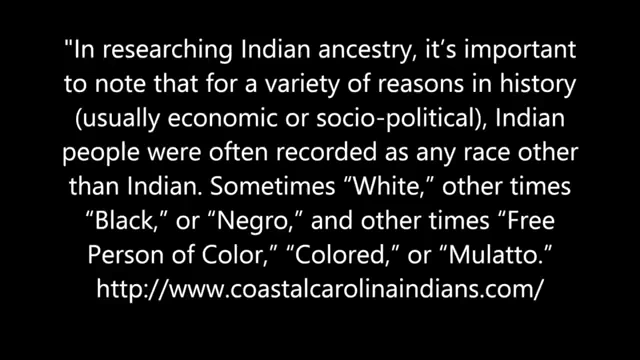 "In researching Indian ancestry, it’s important
to note that for a variety of reasons in history
(usually economic or socio-political), Indian
people were often recorded as any race other
than Indian. Sometimes “White,” other times
“Black,” or “Negro,” and other times “Free
Person of Color,” “Colored,” or “Mulatto.”
http://www.coastalcarolinaindians.com/